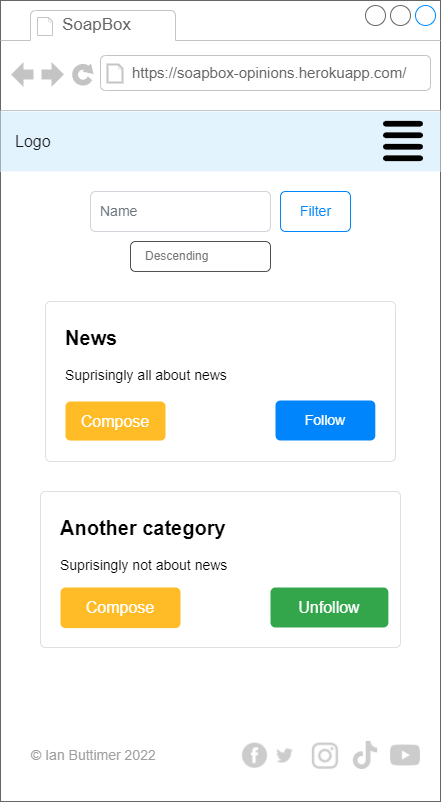 SoapBox
https://soapbox-opinions.herokuapp.com/
Logo
Name
Filter
Descending
News
Suprisingly all about news
Compose
Follow
Another category
Suprisingly not about news
Compose
Unfollow
© Ian Buttimer 2022